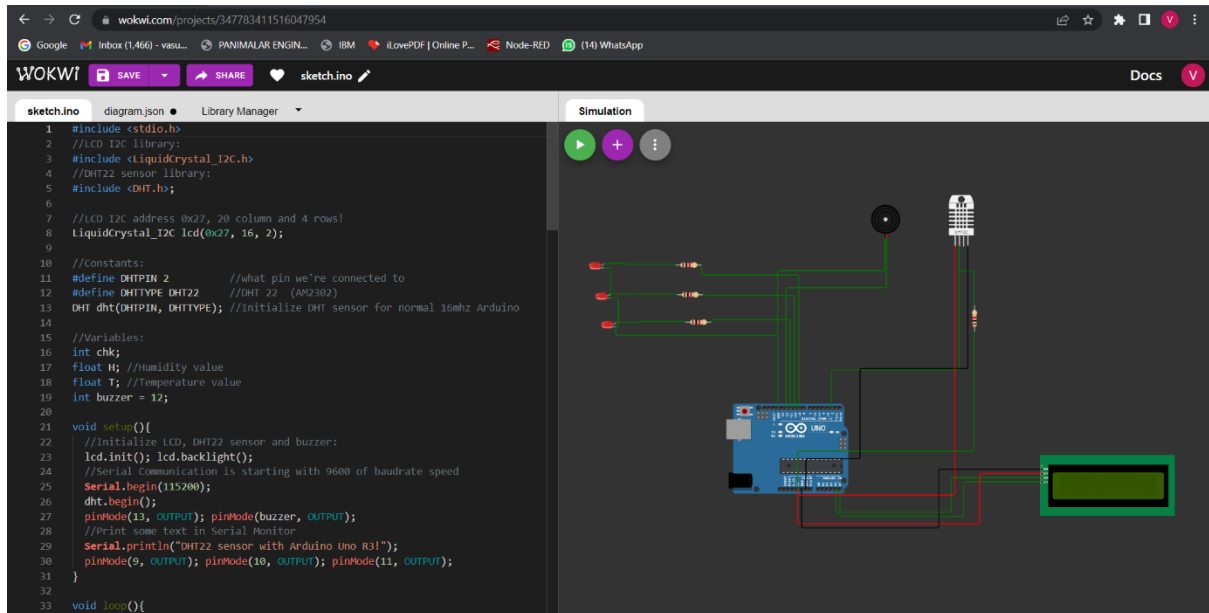 wokwi.com/projects/347783411516047954
V
Google Inbox (1,466) - vasu... PANIMALAR ENGIN... IBM iLovePDF | Online P... Node-RED (14) WhatsApp
WOKWi SAVE SHARE sketch.ino Docs V
sketch.ino diagram.json Library Manager Simulation
1 #include <stdio.h>
2 //LCD I2C library:
3 #include <LiquidCrystal_I2C.h>
4 //DHT22 sensor library:
5 #include <DHT.h>;
6
7 //LCD I2C address 0x27, 20 column and 4 rows!
8 LiquidCrystal_I2C lcd(0x27, 16, 2);
9
10 //Constants:
11 #define DHTPIN 2 //what pin we're connected to
12 #define DHTTYPE DHT22 //DHT 22 (AM2302)
13 DHT dht(DHTPIN, DHTTYPE); //Initialize DHT sensor for normal 16mhz Arduino
14
15 //Variables:
16 int chk;
17 float H; //Humidity value
18 float T; //Temperature value
19 int buzzer = 12;
20
21 void setup(){
22 //Initialize LCD, DHT22 sensor and buzzer:
23 lcd.init(); lcd.backlight();
24 //Serial Communication is starting with 9600 of baudrate speed
25 Serial.begin(115200);
26 dht.begin();
27 pinMode(13, OUTPUT); pinMode(buzzer, OUTPUT);
28 //Print some text in Serial Monitor
29 Serial.println("DHT22 sensor with Arduino Uno R3!");
30 pinMode(9, OUTPUT); pinMode(10, OUTPUT); pinMode(11, OUTPUT);
31 }
32
33 void loop(){
DHT22
UNO
ARDUINO